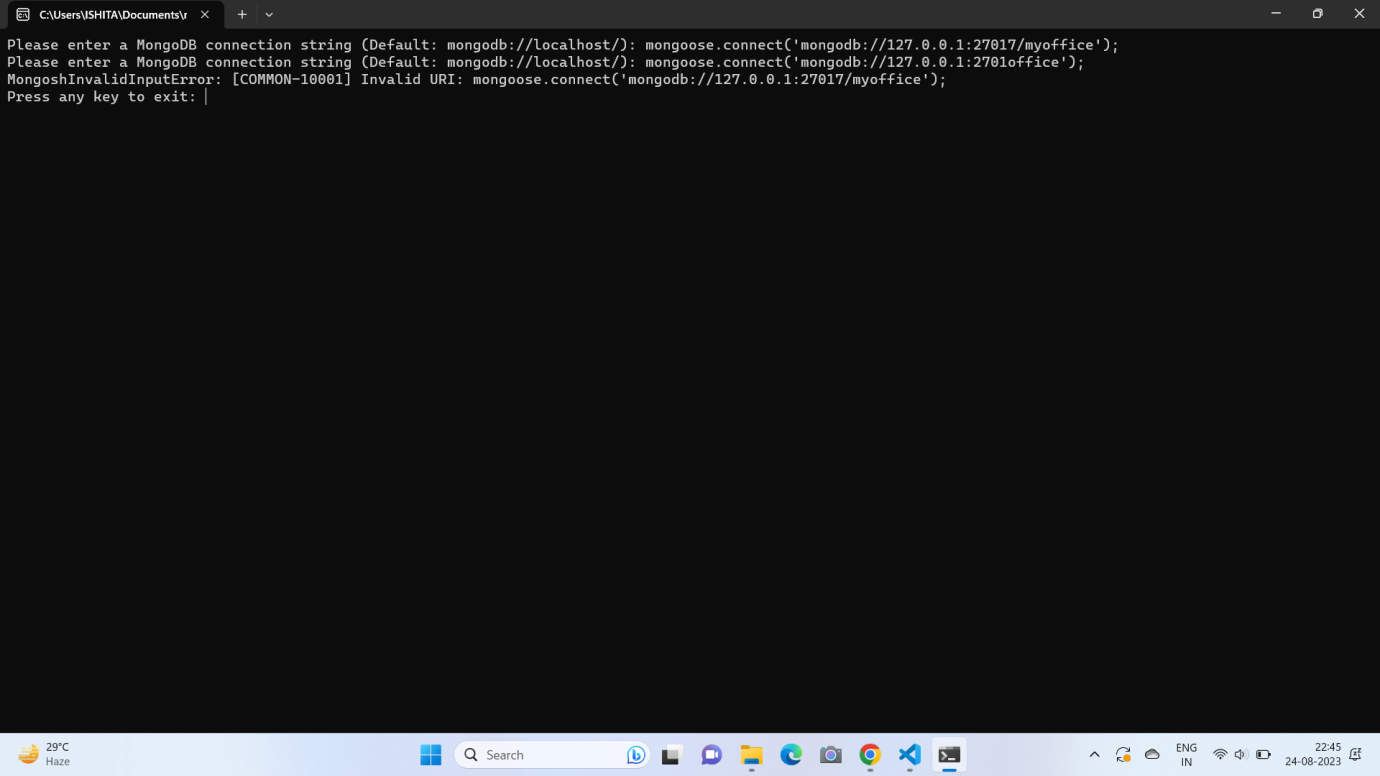 C:\Users\ISHITA\Documents\r
Please enter a MongoDB connection string (Default: mongodb://localhost/): mongoose.connect('mongodb://127.0.0.1:27017/myoffice');
Please enter a MongoDB connection string (Default: mongodb://localhost/): mongoose.connect('mongodb://127.0.0.1:2701office');
MongoshInvalidInputError: [COMMON-10001] Invalid URI: mongoose.connect('mongodb://127.0.0.1:27017/myoffice');
Press any key to exit:
29°C
Haze
Search
ENG
IN
22:45
24-08-2023